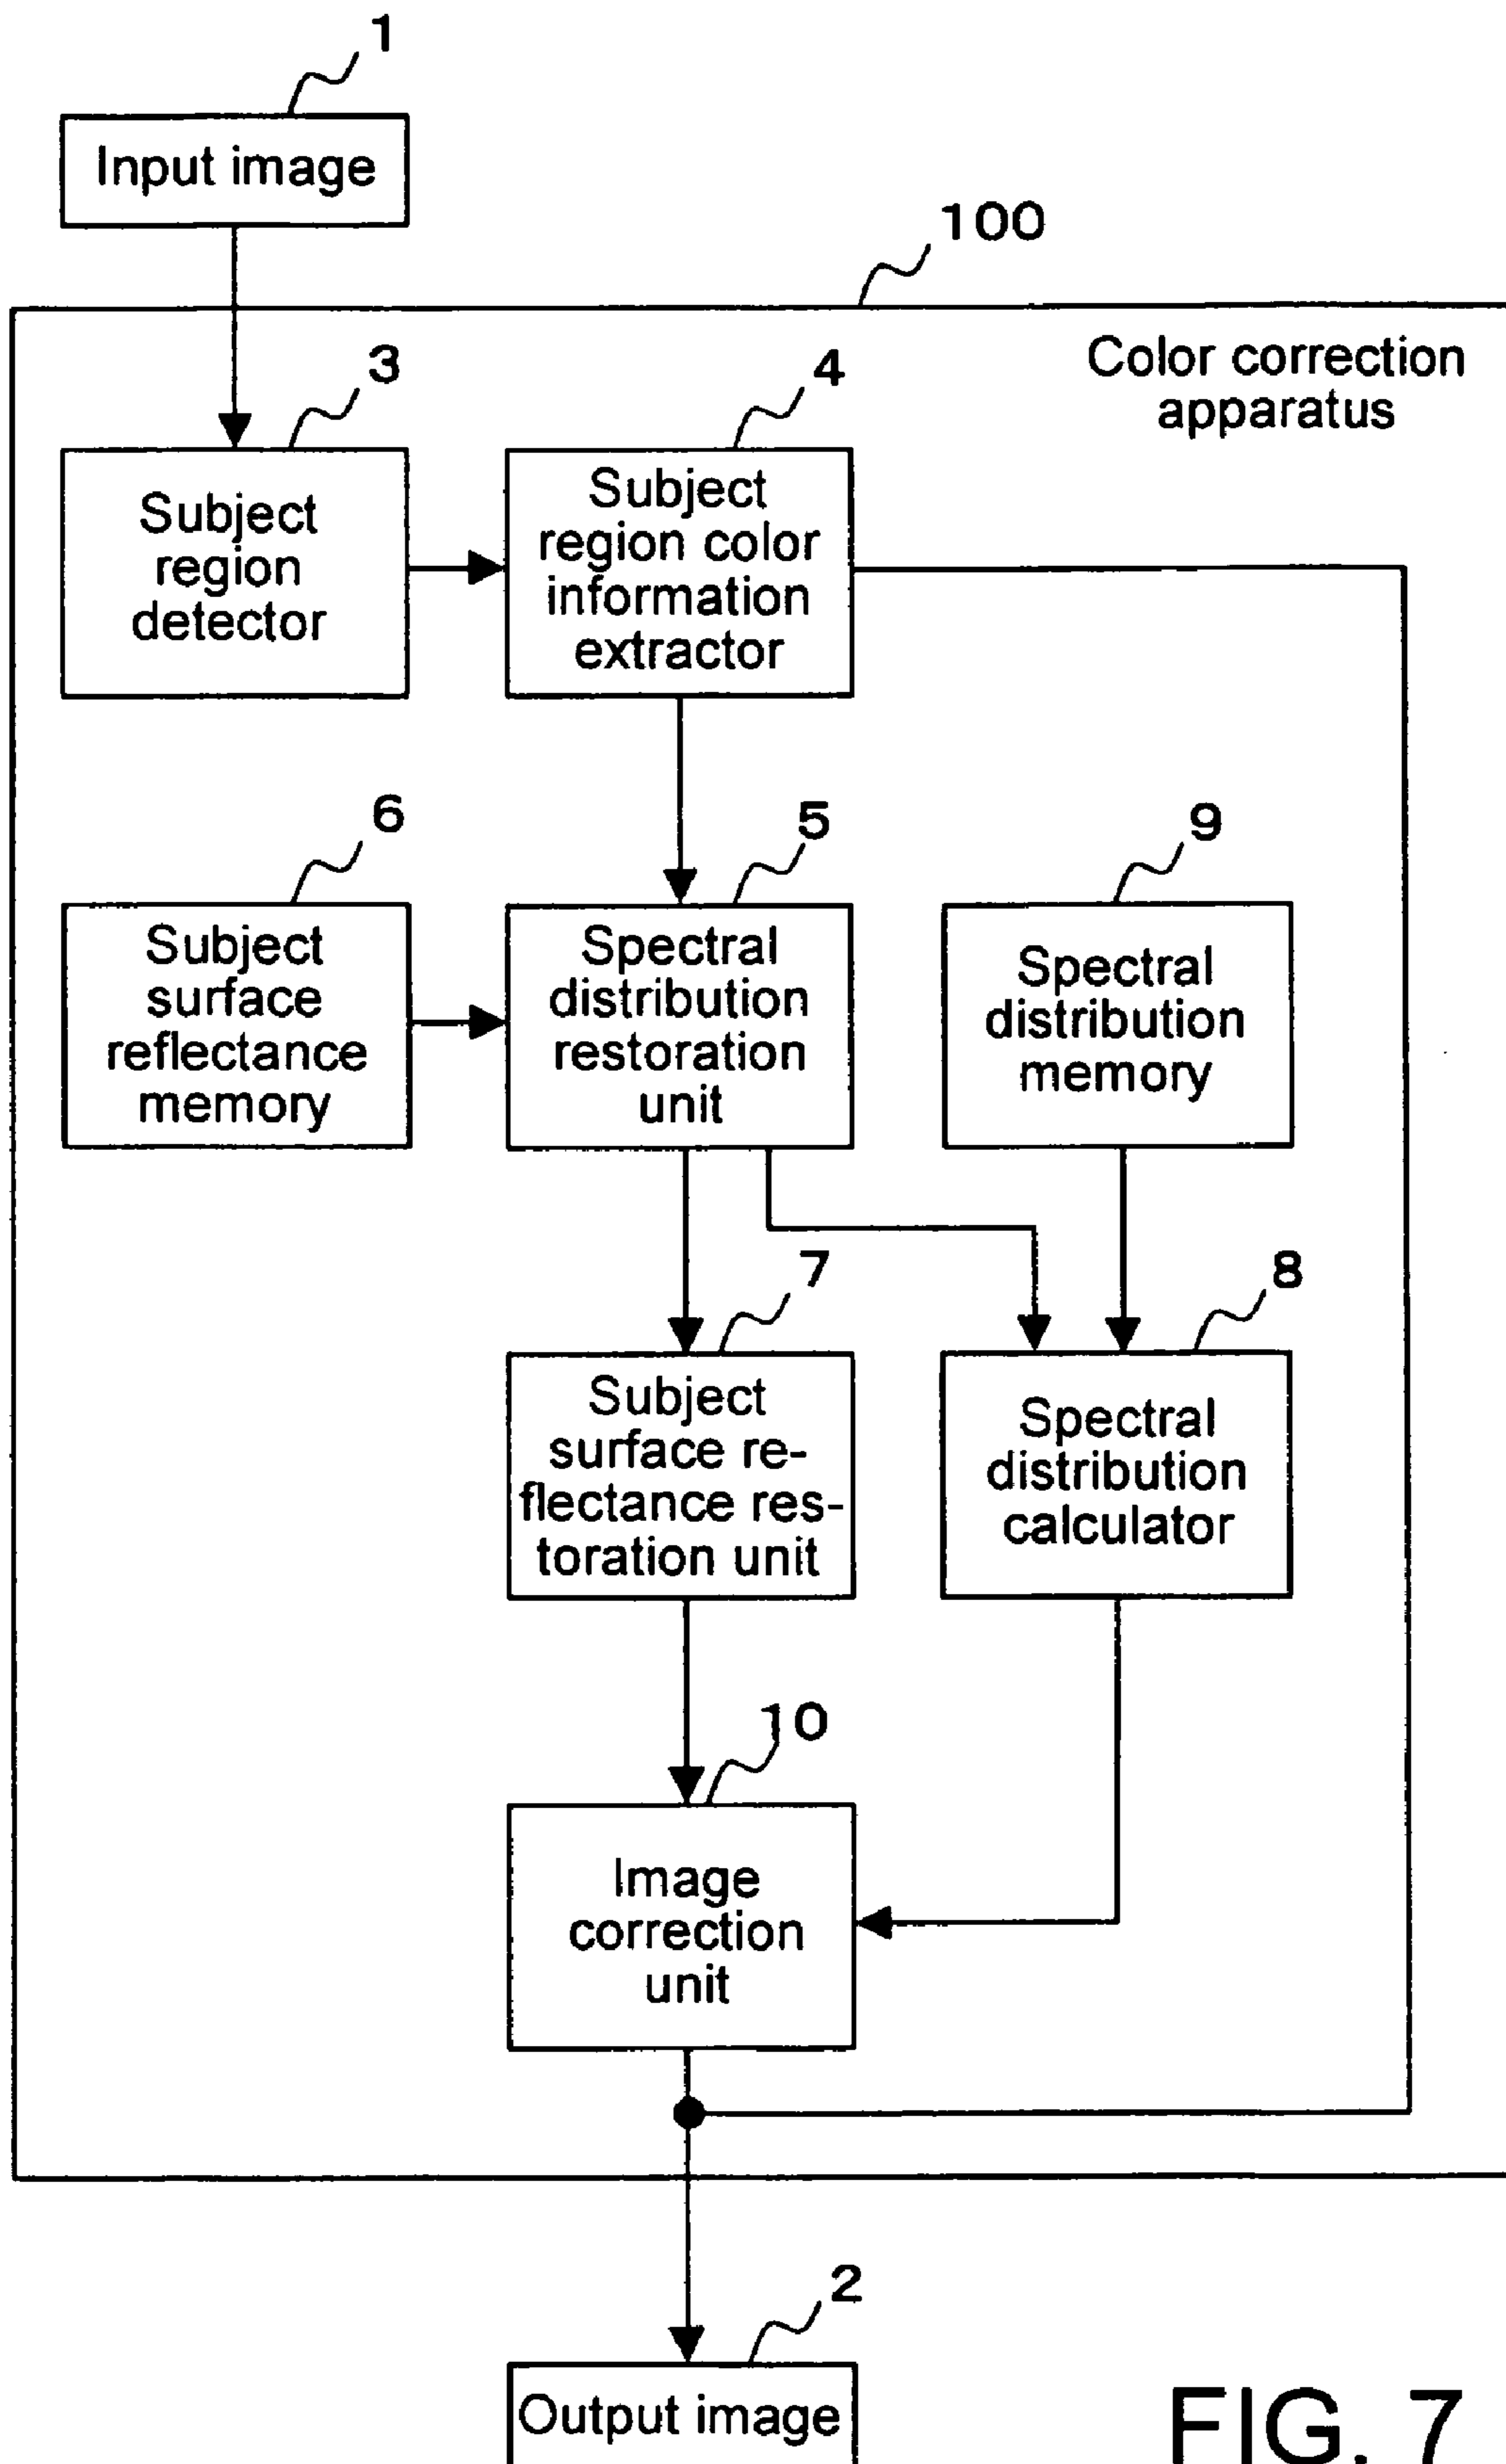 1
Input image
100
Color correction
apparatus
3
Subject
region
detector
4
Subject
region color
information
extractor
6
Subject
surface
reflectance
memory
5
Spectral
distribution
restoration
unit
9
Spectral
distribution
memory
7
Subject
surface re-
flectance res-
toration unit
8
Spectral
distribution
calculator
10
Image
correction
unit
2
Output image
FIG. 7